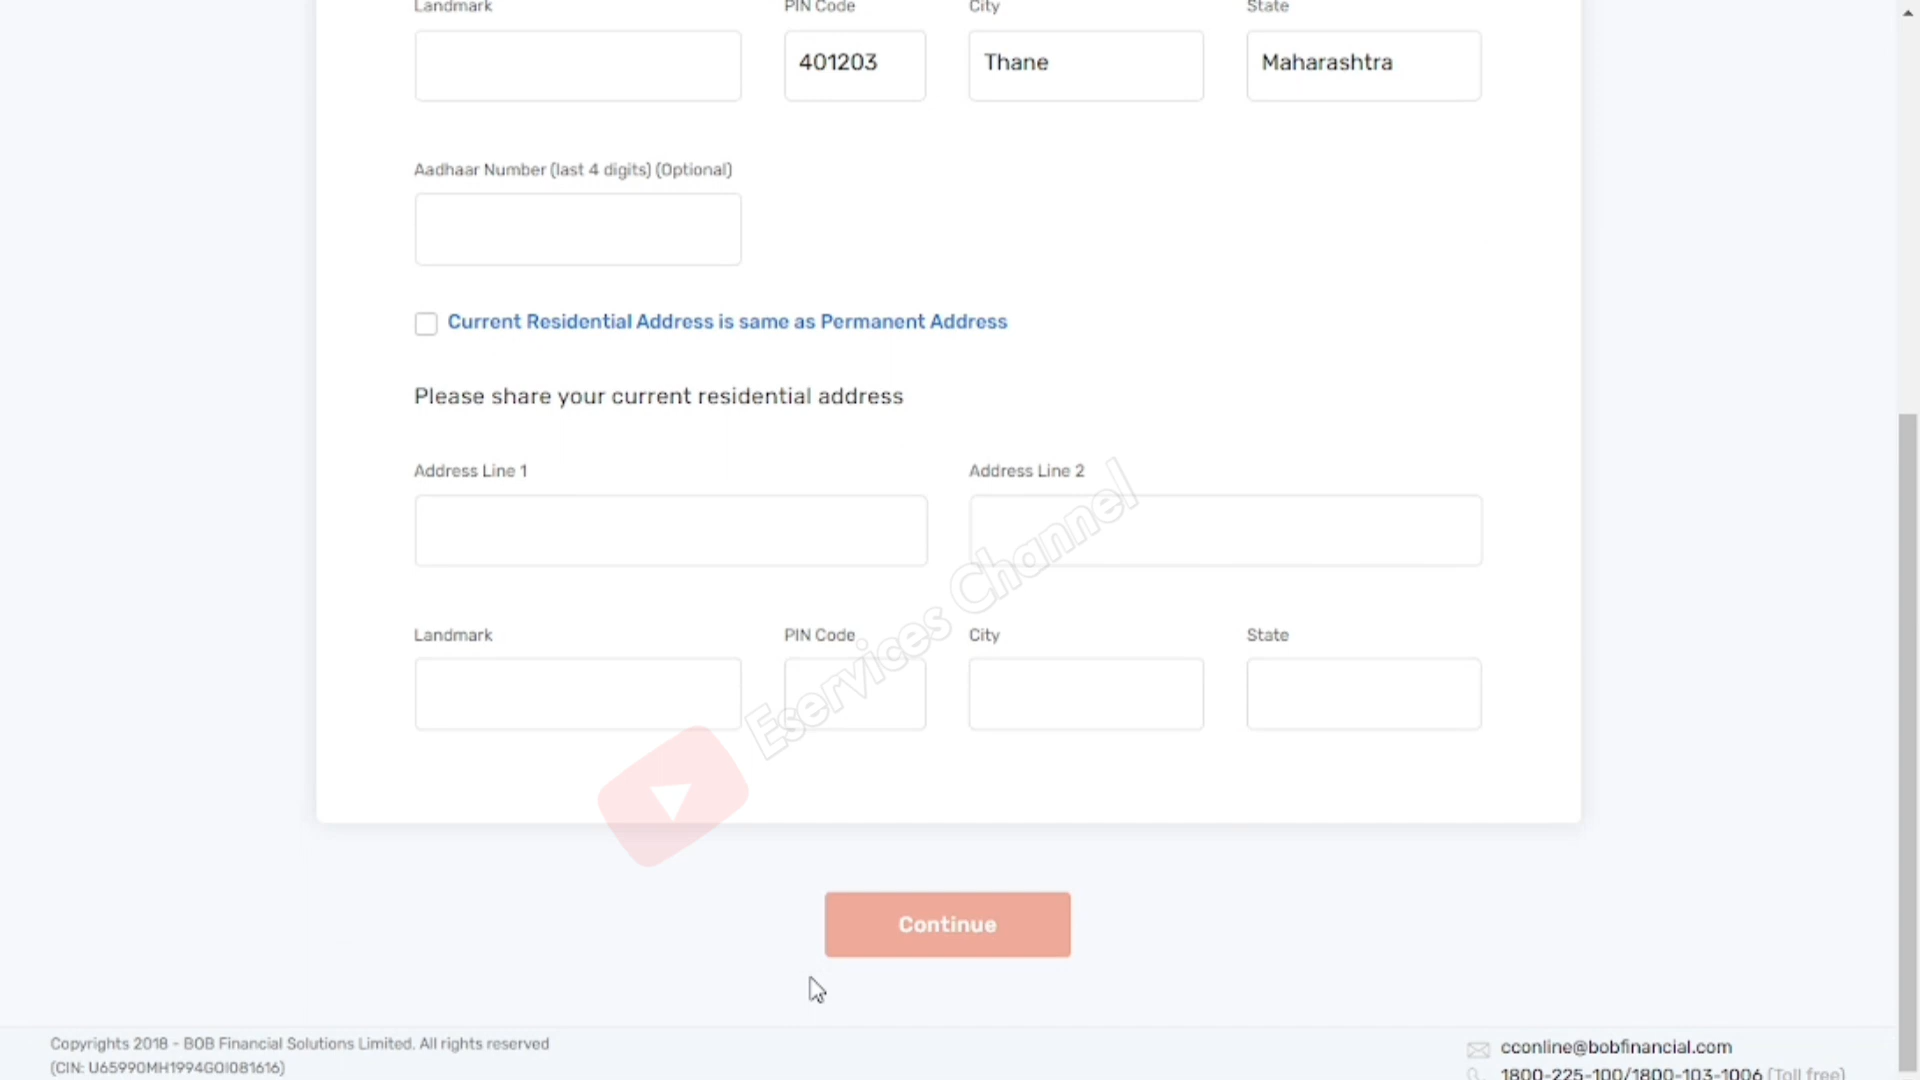 Landmark PIN Code City State
401203 Thane Maharashtra
Aadhaar Number (last 4 digits) (Optional)
Current Residential Address is same as Permanent Address
Please share your current residential address
Address Line 1 Address Line 2
Landmark PIN Code City State
Eservices Channel
Continue
Copyrights 2018 - BOB Financial Solutions Limited. All rights reserved
(CIN: U65990MH1994GOI081616)
cconline@bobfinancial.com
1800-225-100/1800-103-1006 (Toll free)